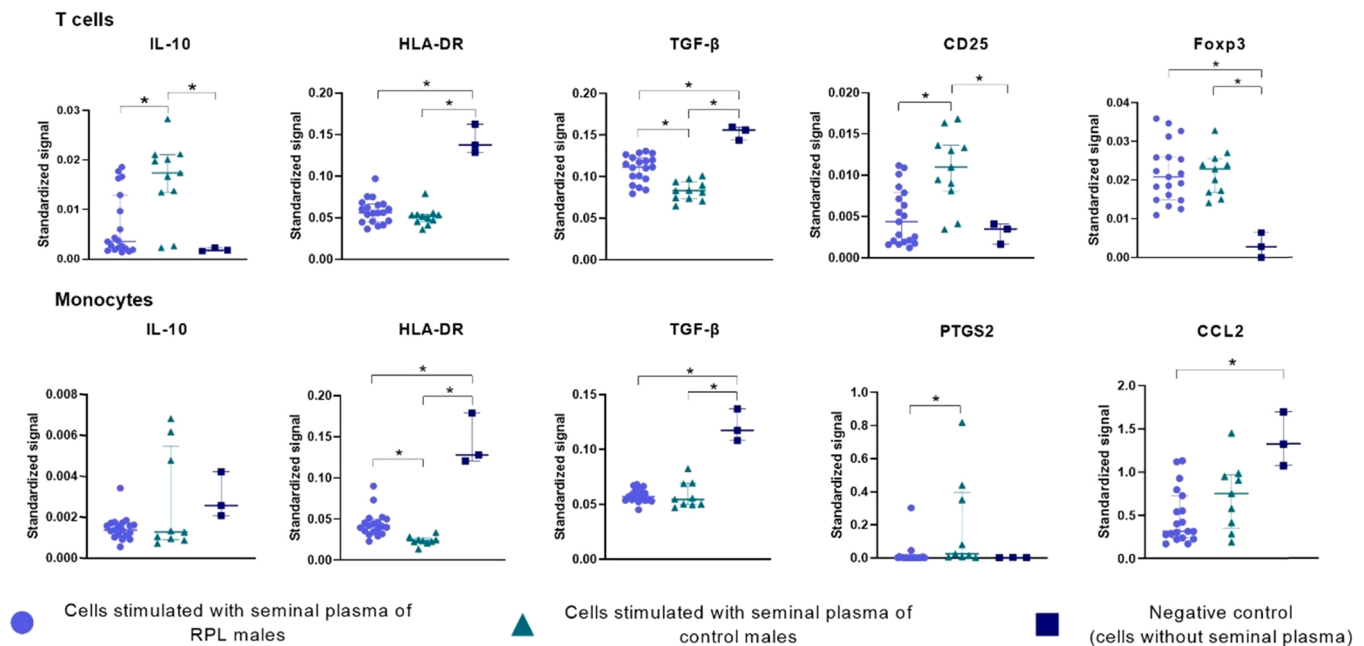 T cells
IL-10
HLA-DR
TGF-β
CD25
Foxp3
*
*
*
*
*
*
*
*
*
*
*
Standardized signal
0.03
0.02
0.01
0.00
Standardized signal
0.20
0.15
0.10
0.05
0.00
Standardized signal
0.20
0.15
0.10
0.05
0.00
Standardized signal
0.020
0.015
0.010
0.005
0.000
Standardized signal
0.04
0.03
0.02
0.01
0.00
Monocytes
IL-10
HLA-DR
TGF-β
PTGS2
CCL2
*
*
*
*
*
*
*
Standardized signal
0.008
0.006
0.004
0.002
0.000
Standardized signal
0.20
0.15
0.10
0.05
0.00
Standardized signal
0.15
0.10
0.05
0.00
Standardized signal
1.0
0.8
0.6
0.4
0.2
0.0
Standardized signal
2.0
1.5
1.0
0.5
0.0
Cells stimulated with seminal plasma of
RPL males
Cells stimulated with seminal plasma of
control males
Negative control
(cells without seminal plasma)